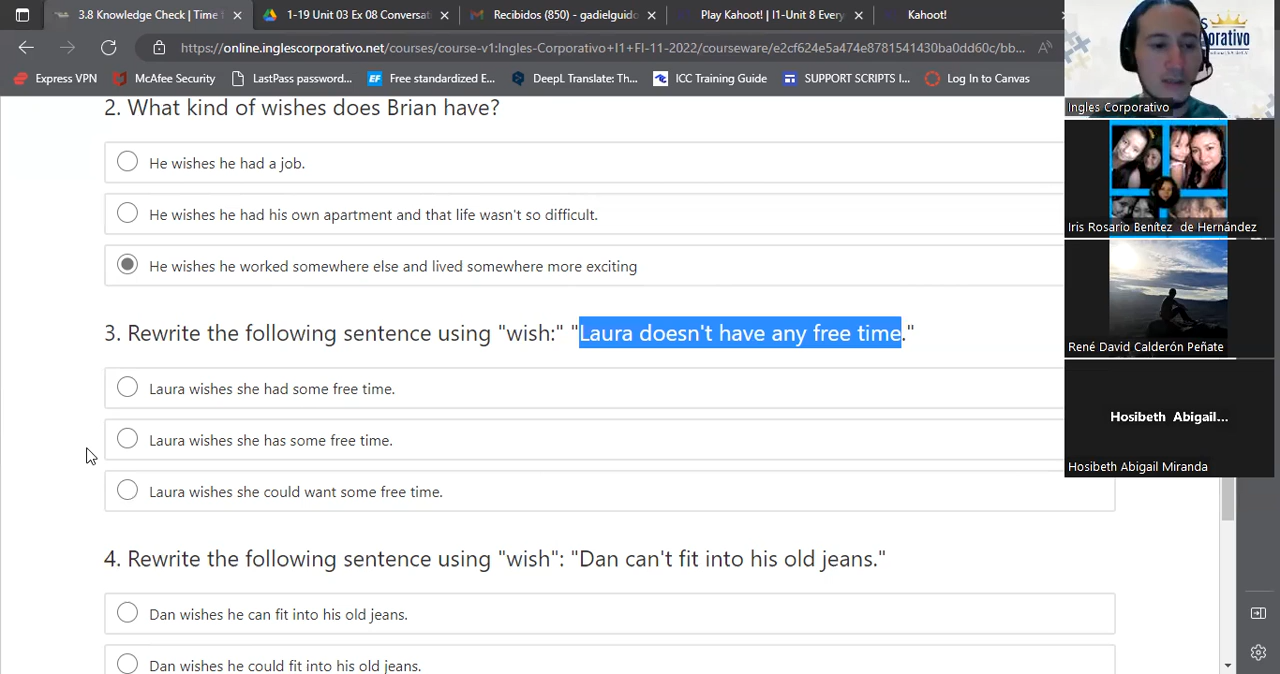 3.8 Knowledge Check | Time
1-19 Unit 03 Ex 08 Conversat
Recibidos (850) - gadielguido
Play Kahoot! | I1-Unit 8 Every
Kahoot!
https://online.inglescorporativo.net/courses/course-v1:Ingles-Corporativo+I1+FI-11-2022/courseware/e2cf624e5a474e8781541430ba0dd60c/bb...
Express VPN
McAfee Security
LastPass password...
Free standardized E...
DeepL Translate: Th...
ICC Training Guide
SUPPORT SCRIPTS I...
Log In to Canvas
2. What kind of wishes does Brian have?
He wishes he had a job.
He wishes he had his own apartment and that life wasn't so difficult.
He wishes he worked somewhere else and lived somewhere more exciting
3. Rewrite the following sentence using "wish:" "Laura doesn't have any free time."
Laura wishes she had some free time.
Laura wishes she has some free time.
Laura wishes she could want some free time.
4. Rewrite the following sentence using "wish": "Dan can't fit into his old jeans."
Dan wishes he can fit into his old jeans.
Dan wishes he could fit into his old jeans.
Ingles Corporativo
Iris Rosario Benítez de Hernández
René David Calderón Peñate
Hosibeth Abigail...
Hosibeth Abigail Miranda